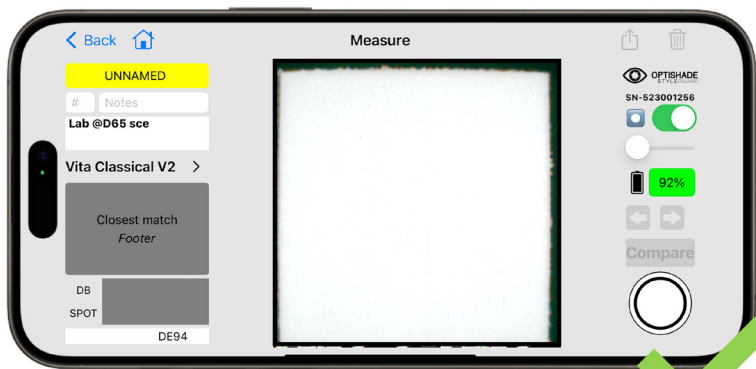 Back
Measure
UNNAMED
# Notes
Lab @D65 sce
Vita Classical V2 >
Closest match
Footer
DB
SPOT
DE94
OPTISHADE
STYLEITALIANO
SN-523001256
92%
Compare